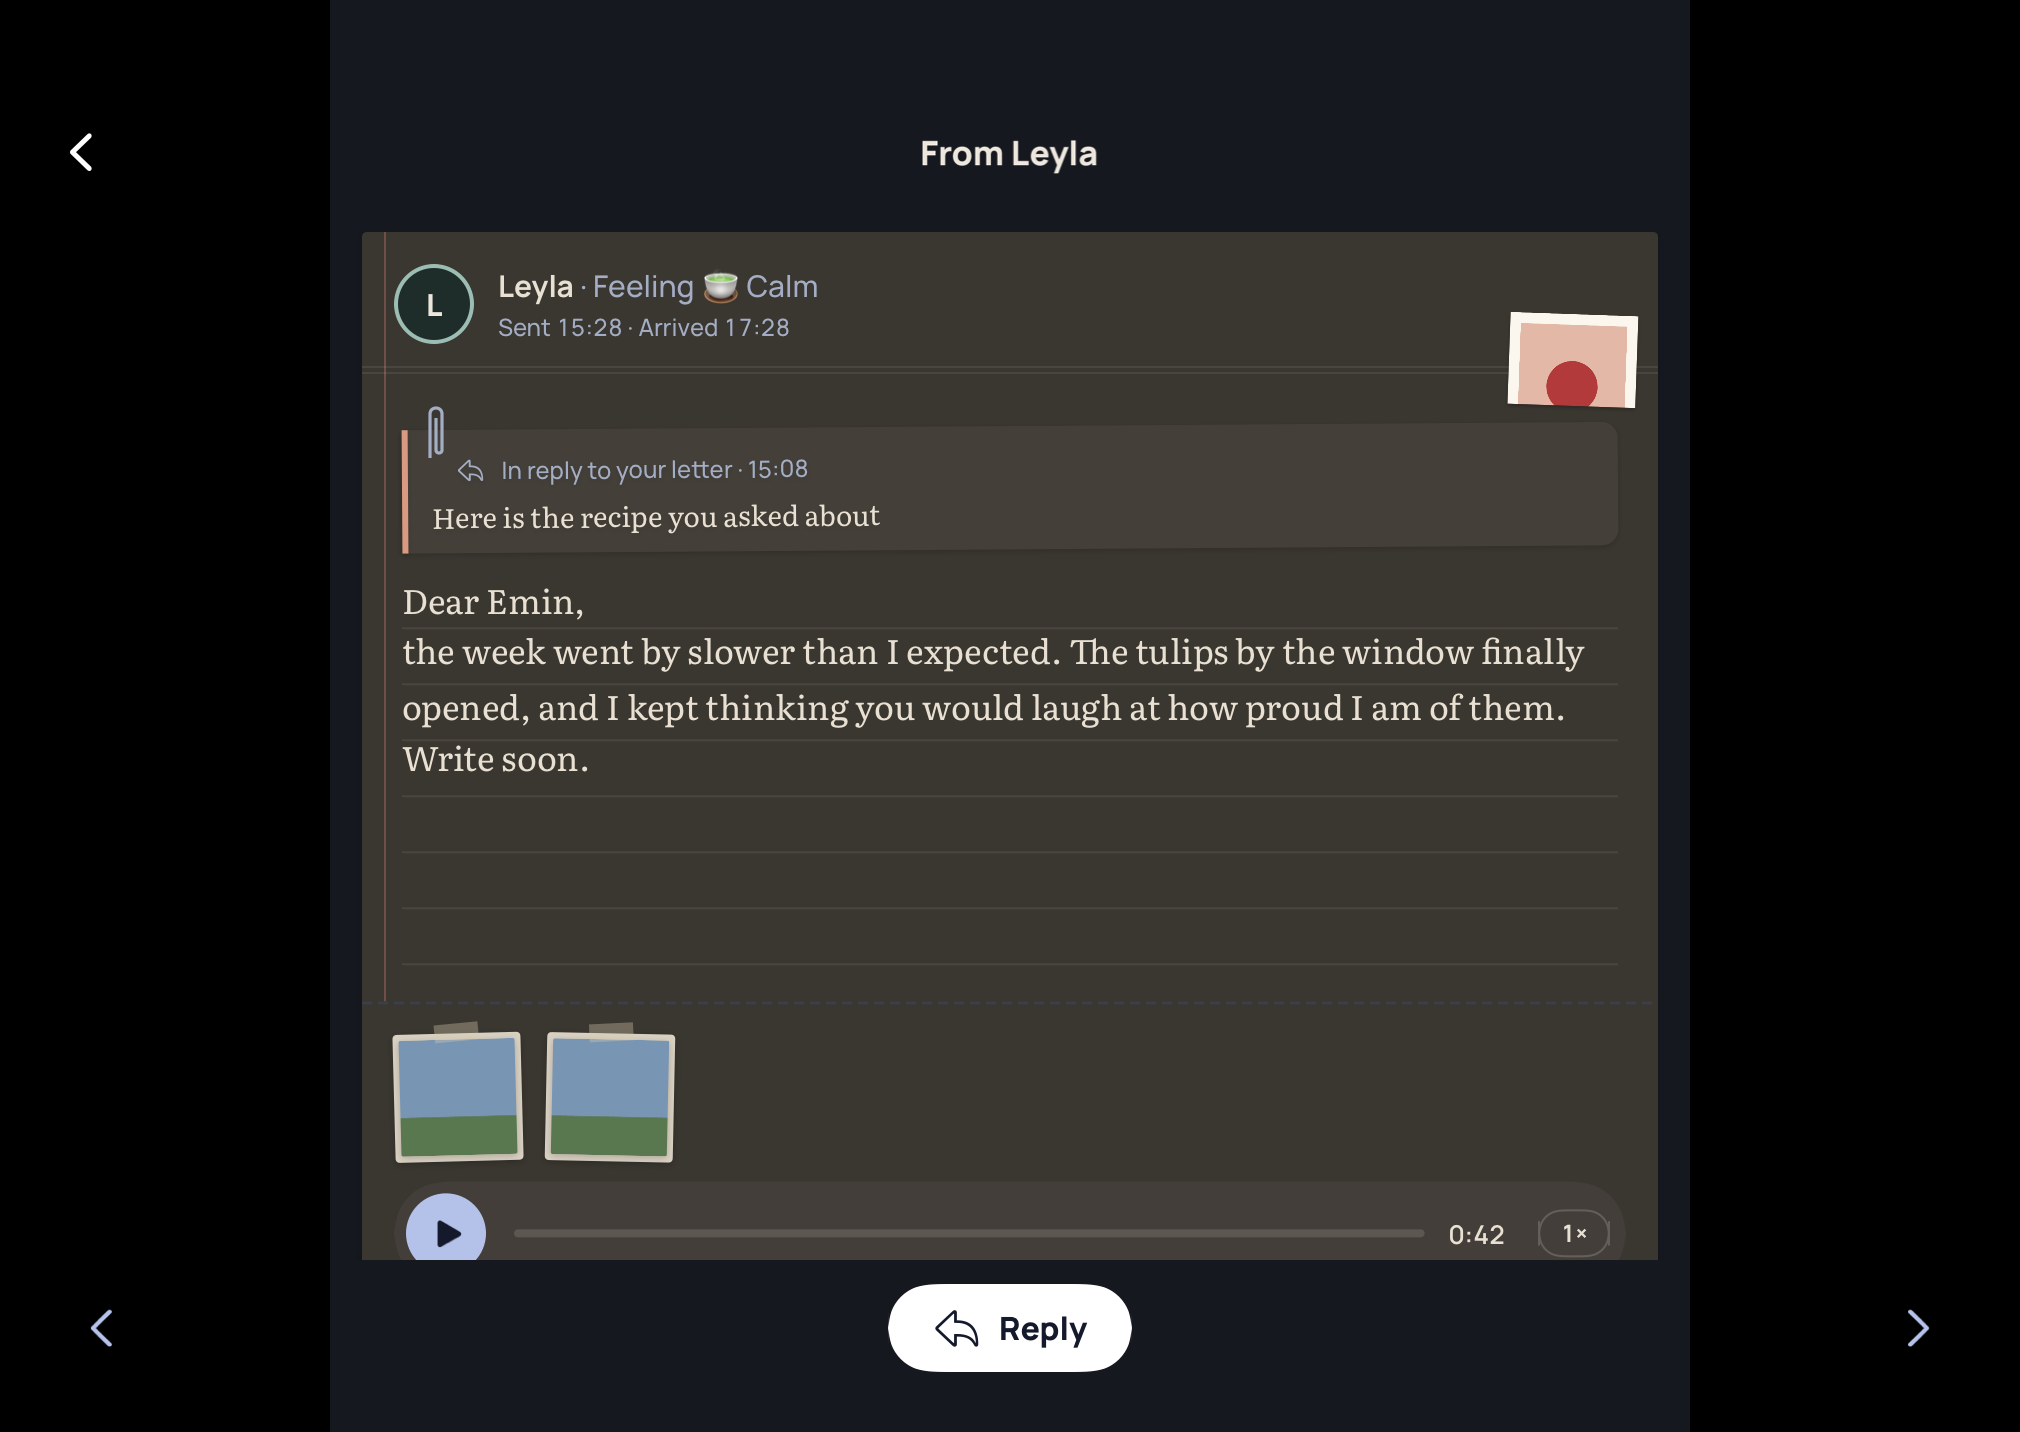 From Leyla
L
Leyla · Feeling 🍵 Calm
Sent 15:28 · Arrived 17:28
In reply to your letter · 15:08
Here is the recipe you asked about
Dear Emin,
the week went by slower than I expected. The tulips by the window finally
opened, and I kept thinking you would laugh at how proud I am of them.
Write soon.
0:42 1×
Reply